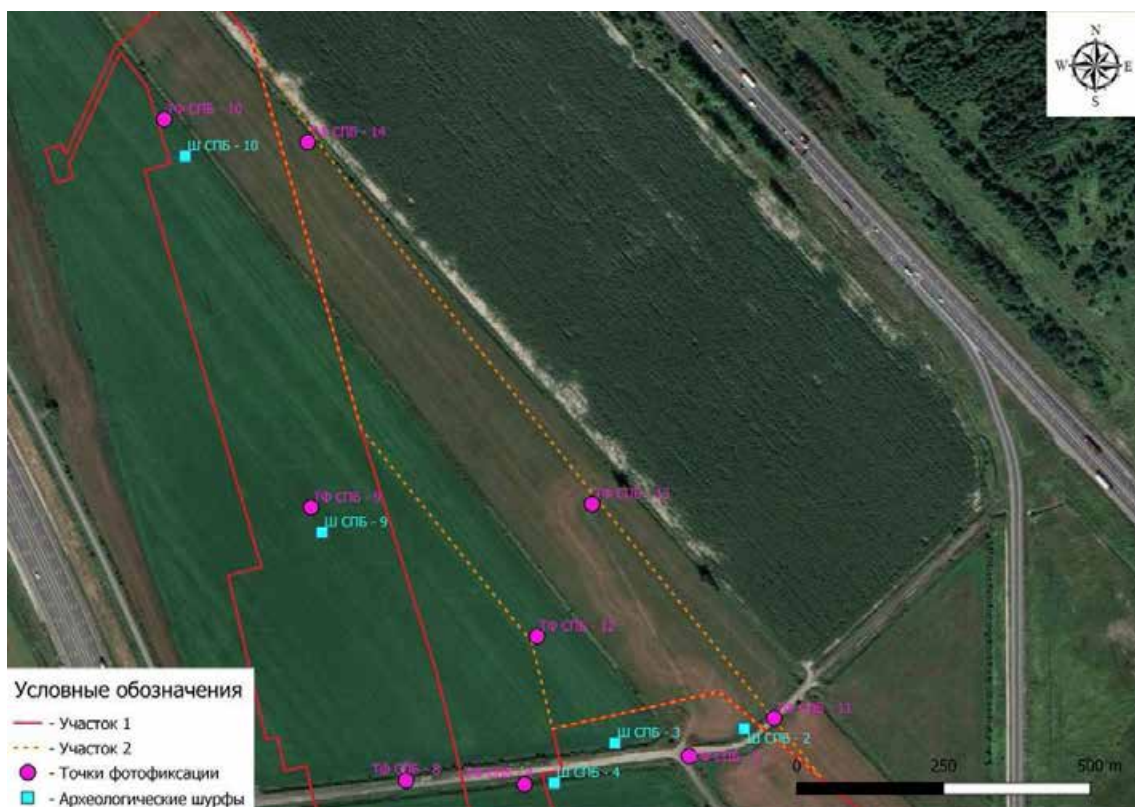 N
W E
S
ТФ СПБ - 10
ТФ СПБ - 14
Ш СПБ - 10
ТФ СПБ - 13
ТФ СПБ - 9
Ш СПБ - 9
ТФ СПБ - 12
ТФ СПБ - 11
Ш СПБ - 3
Ш СПБ - 2
ТФ СПБ - 8
Ш СПБ - 4
Условные обозначения
- Участок 1
- Участок 2
- Точки фотофиксации
- Археологические шурфы
0 250 500 m